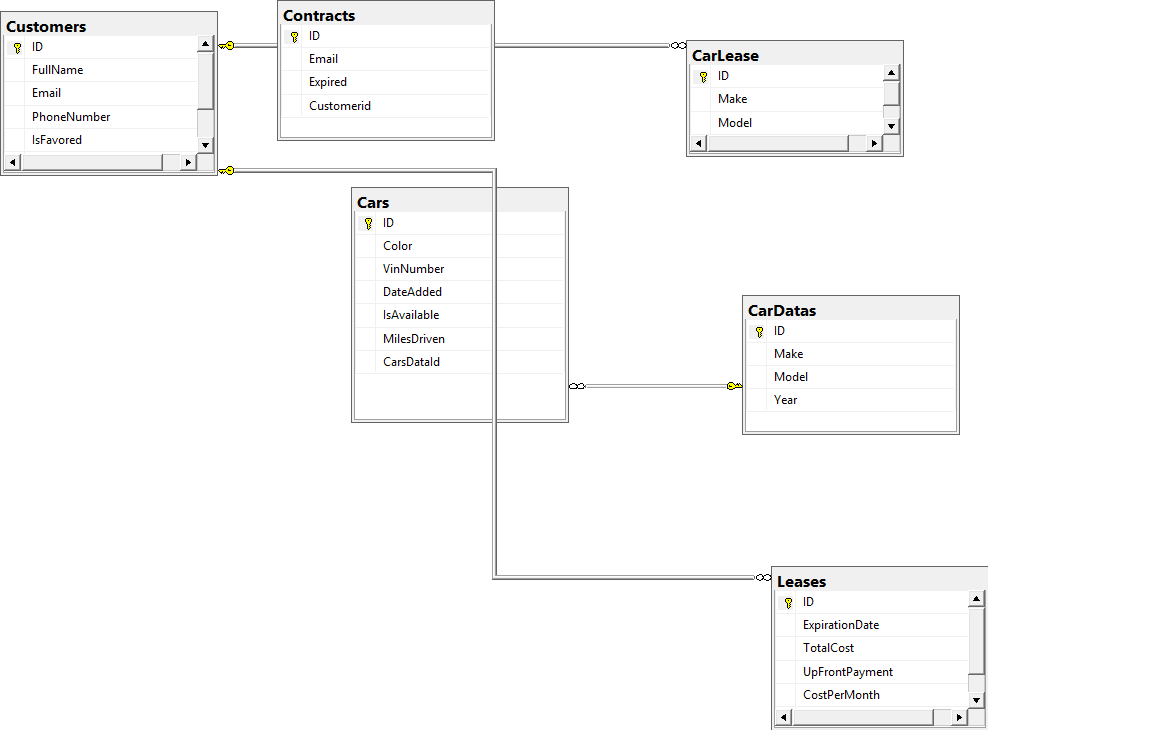 Customers
ID
FullName
Email
PhoneNumber
IsFavored
Contracts
ID
Email
Expired
Customerid
CarLease
ID
Make
Model
Cars
ID
Color
VinNumber
DateAdded
IsAvailable
MilesDriven
CarsDataId
CarDatas
ID
Make
Model
Year
Leases
ID
ExpirationDate
TotalCost
UpFrontPayment
CostPerMonth